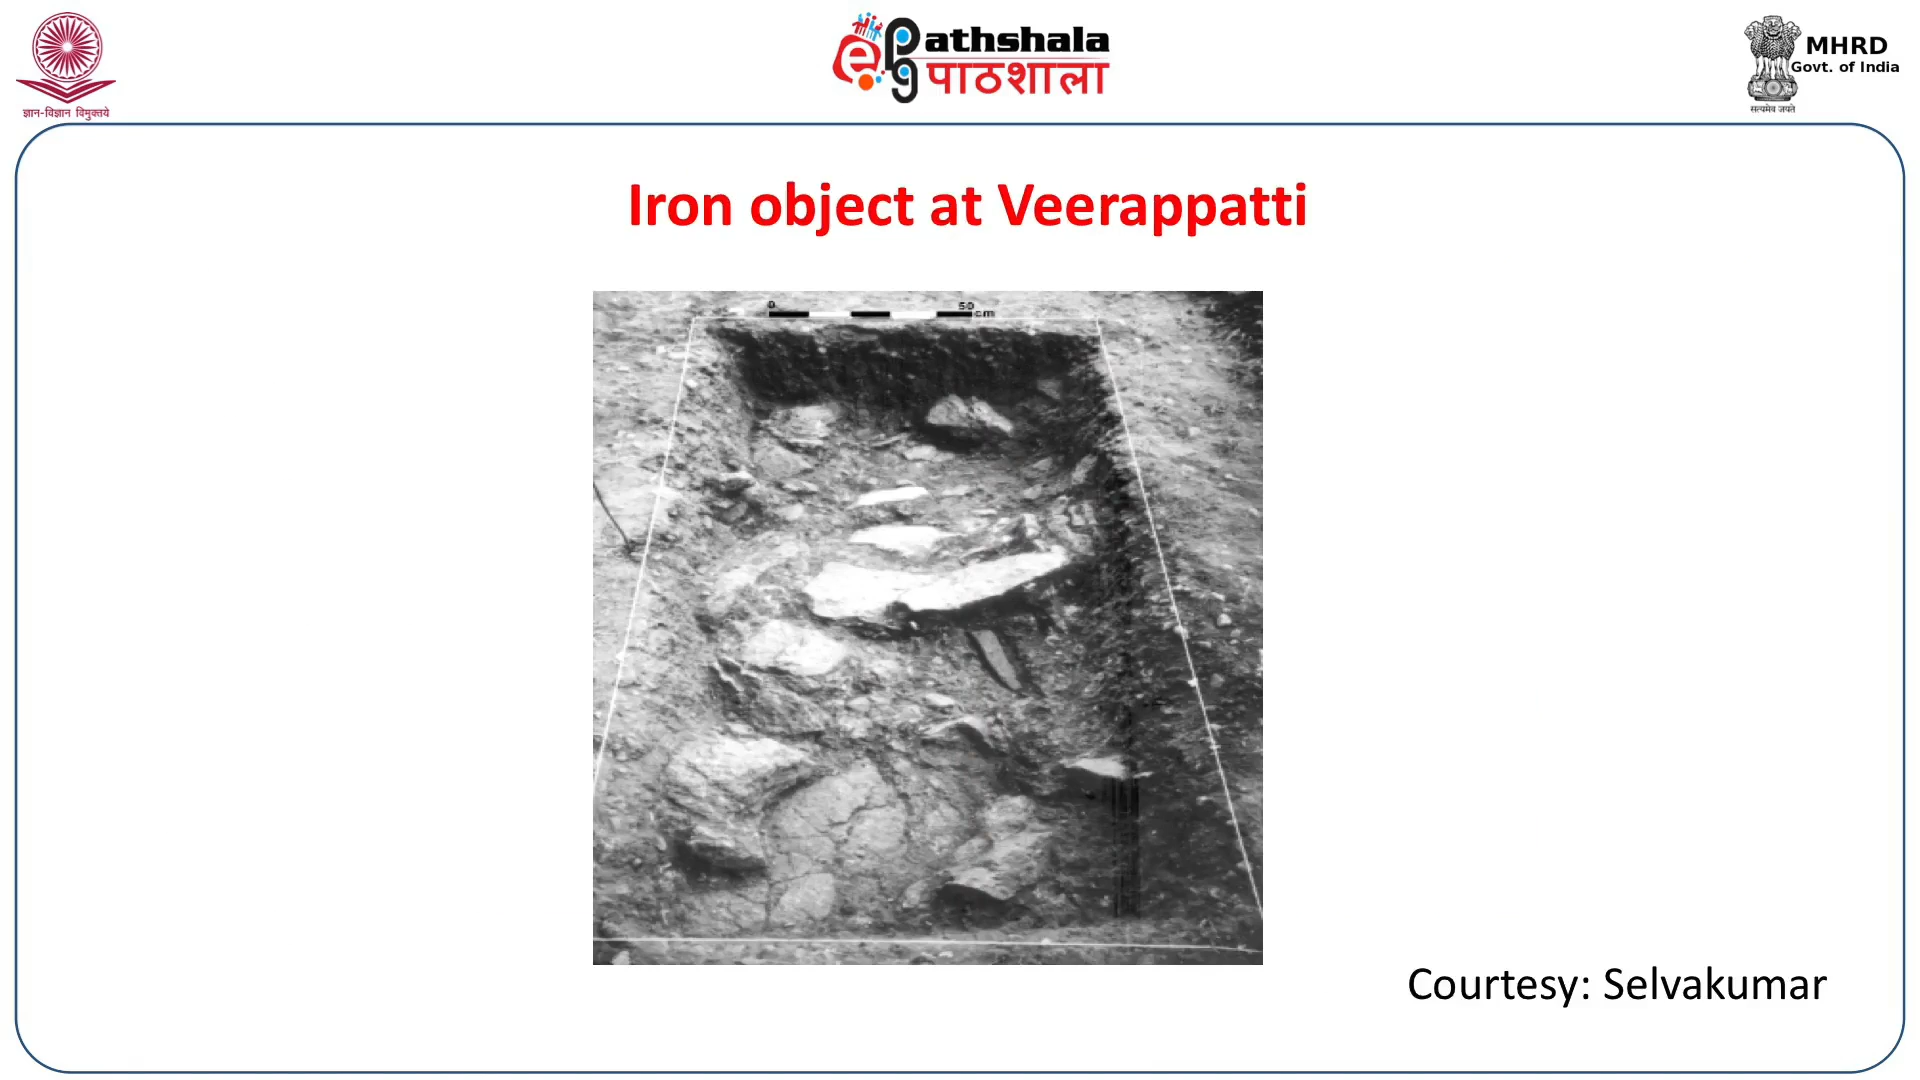 ज्ञान-विज्ञान विमुक्तये
ePg Pathshala
पाठशाला
MHRD
Govt. of India
सत्यमेव जयते
Iron object at Veerappatti
0 50 cm
Courtesy: Selvakumar